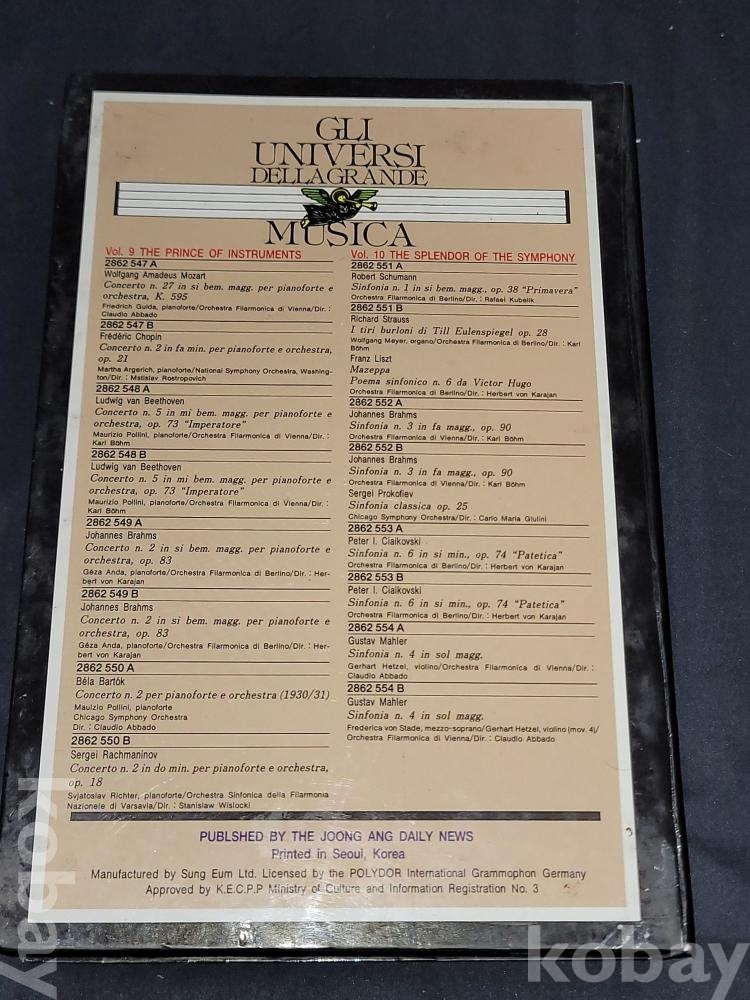 GLI
UNIVERSI
DELLA GRANDE
MUSICA
Vol. 9 THE PRINCE OF INSTRUMENTS
2862 547 A
Wolfgang Amadeus Mozart
Concerto n. 27 in si bem. magg. per pianoforte e
orchestra, K. 595
Friedrich Gulda, pianoforte/Orchestra Filarmonica di Vienna/Dir. :
Claudio Abbado
2862 547 B
Frédéric Chopin
Concerto n. 2 in fa min. per pianoforte e orchestra,
op. 21
Martha Argerich, pianoforte/National Symphony Orchestra, Washing-
ton/Dir. : Mstislav Rostropovich
2862 548 A
Ludwig van Beethoven
Concerto n. 5 in mi bem. magg. per pianoforte e
orchestra, op. 73 "Imperatore"
Maurizio Pollini, pianoforte/Orchestra Filarmonica di Vienna/Dir. :
Karl Böhm
2862 548 B
Ludwig van Beethoven
Concerto n. 5 in mi bem. magg. per pianoforte e
orchestra, op. 73 "Imperatore"
Maurizio Pollini, pianoforte/Orchestra Filarmonica di Vienna/Dir. :
Karl Böhm
2862 549 A
Johannes Brahms
Concerto n. 2 in si bem. magg. per pianoforte e
orchestra, op. 83
Géza Anda, pianoforte/Orchestra Filarmonica di Berlino/Dir. : Her-
bert von Karajan
2862 549 B
Johannes Brahms
Concerto n. 2 in si bem. magg. per pianoforte e
orchestra, op. 83
Géza Anda, pianoforte/Orchestra Filarmonica di Berlino/Dir. : Her-
bert von Karajan
2862 550 A
Béla Bartók
Concerto n. 2 per pianoforte e orchestra (1930/31)
Maulzio Pollini, pianoforte
Chicago Symphony Orchestra
Dir. : Claudio Abbado
2862 550 B
Sergei Rachmaninov
Concerto n. 2 in do min. per pianoforte e orchestra,
op. 18
Svjatoslav Richter, pianoforte/Orchestra Sinfonica della Filarmonia
Nazionele di Varsavia/Dir. : Stanislaw Wislocki
Vol. 10 THE SPLENDOR OF THE SYMPHONY
2862 551 A
Robert Schumann
Sinfonia n. 1 in si bem. magg., op. 38 "Primavera"
Orchestra Filarmonica di Berlino/Dir. : Rafael Kubelik
2862 551 B
Richard Strauss
I tiri burloni di Till Eulenspiegel op. 28
Wolfgang Meyer, organo/Orchestra Filarmonica di Berlino/Dir. : Karl
Böhm
Franz Liszt
Mazeppa
Poema sinfonico n. 6 da Victor Hugo
Orchestra Filarmonica di Berlino/Dir. : Herbert von Karajan
2862 552 A
Johannes Brahms
Sinfonia n. 3 in fa magg., op. 90
Orchestra Filarmonica di Vienna/Dir. : Karl Böhm
2862 552 B
Johannes Brahms
Sinfonia n. 3 in fa magg., op. 90
Orchestra Filarmonica di Vienna/Dir. : Karl Böhm
Sergei Prokofiev
Sinfonia classica op. 25
Chicago Symphony Orchestra/Dir. : Carlo Maria Giulini
2862 553 A
Peter I. Ciaikovski
Sinfonia n. 6 in si min., op. 74 "Patetica"
Orchestra Filarmonica di Berlino/Dir. : Herbert von Karajan
2862 553 B
Peter I. Ciaikovski
Sinfonia n. 6 in si min., op. 74 "Patetica"
Orchestra Filarmonica di Berlino/Dir. : Herbert von Karajan
2862 554 A
Gustav Mahler
Sinfonia n. 4 in sol magg.
Gerhart Hetzel, violino/Orchestra Filarmonica di Vienna/Dir. :
Claudio Abbado
2862 554 B
Gustav Mahler
Sinfonia n. 4 in sol magg.
Frederica von Stade, mezzo-soprano/Gerhart Hetzel, violino (mov. 4)/
Orchestra Filarmonica di Vienna/Dir. : Claudio Abbado
PUBLSHED BY THE JOONG ANG DAILY NEWS
Printed in Seoul, Korea
Manufactured by Sung Eum Ltd. Licensed by the POLYDOR International Grammophon Germany
Approved by K.E.C.P.P Ministry of Culture and Information Registration No. 3
kobay
kobay